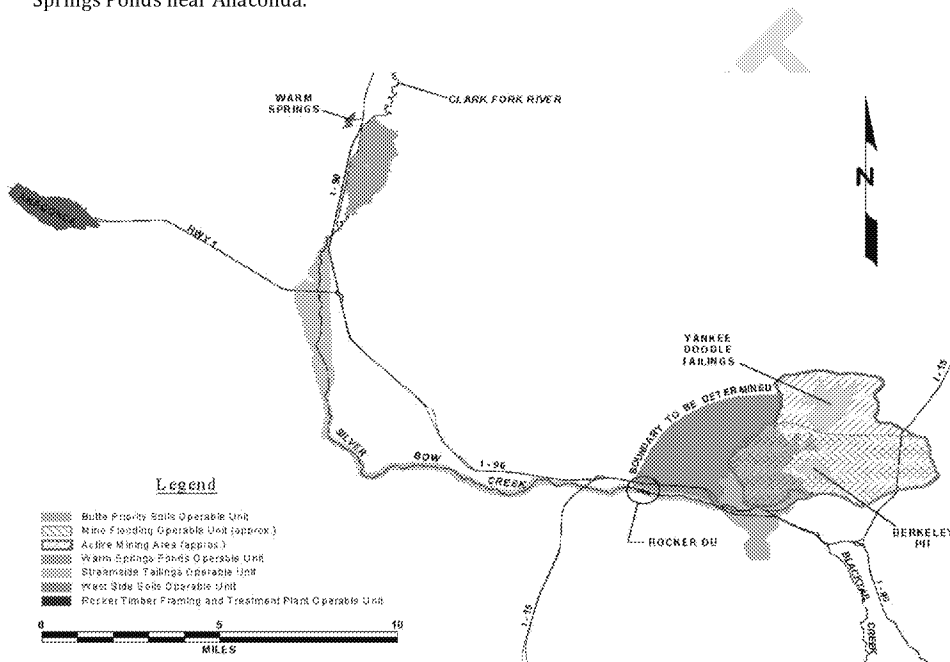 Springs Ponds near Anaconda.
WARM
SPRINGS
CLARK FORK RIVER
I-90
N
HWY 1
YANKEE
DOODLE
TAILINGS
I-15
BOUNDARY TO BE DETERMINED
SILVER
BOW
CREEK
I-90
BERKELEY
PIT
ROCKER OU
BLACKTAIL
CREEK
I-90
I-15
Legend
Butte Priority Soils Operable Unit
Mine Flooding Operable Unit (approx.)
Active Mining Area (approx.)
Warm Springs Ponds Operable Unit
Streamside Tailings Operable Unit
West Side Soils Operable Unit
Rocker Timber Framing and Treatment Plant Operable Unit
0 5 10
MILES